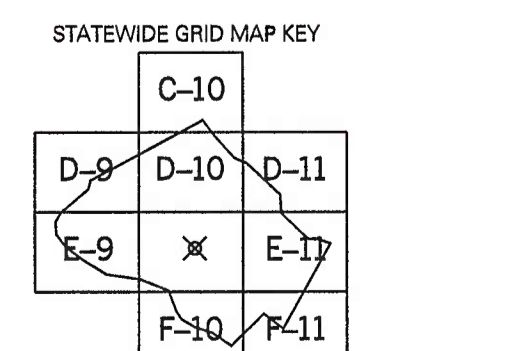 STATEWIDE GRID MAP KEY
C–10
D–9 D–10 D–11
E–9 E–11
F–10 F–11